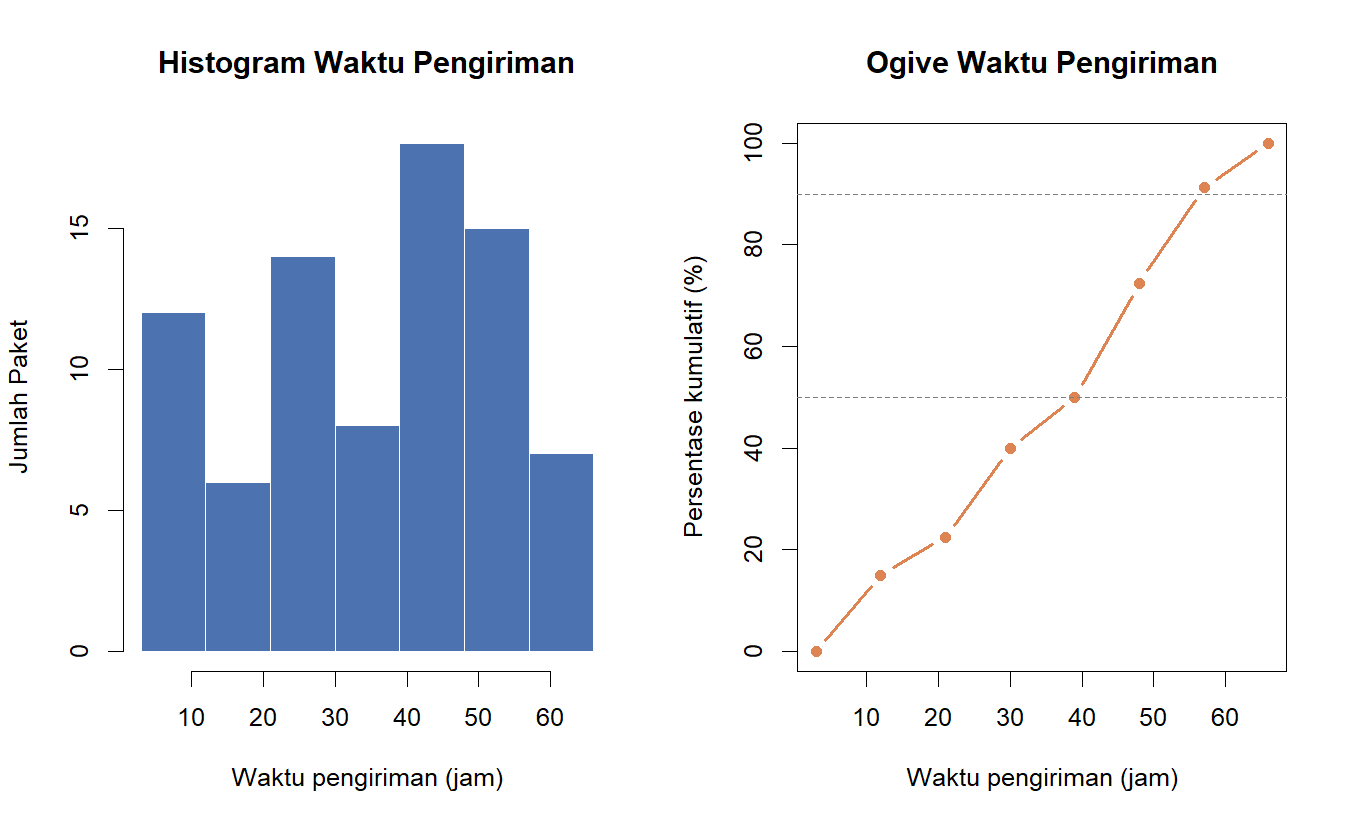 Histogram Waktu Pengiriman
Jumlah Paket
15
10
5
0
10 20 30 40 50 60
Waktu pengiriman (jam)
Ogive Waktu Pengiriman
Persentase kumulatif (%)
100
80
60
40
20
0
10 20 30 40 50 60
Waktu pengiriman (jam)